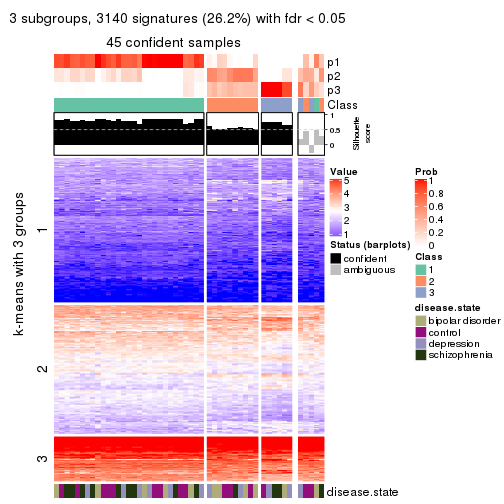 3 subgroups, 3140 signatures (26.2%) with fdr < 0.05
45 confident samples
p1
p2
p3
Class
1
0.5
0
Silhouette
score
k-means with 3 groups
1
2
3
Value
5
4
3
2
1
Status (barplots)
confident
ambiguous
Prob
1
0.8
0.6
0.4
0.2
0
Class
1
2
3
disease.state
bipolar disorder
control
depression
schizophrenia
disease.state